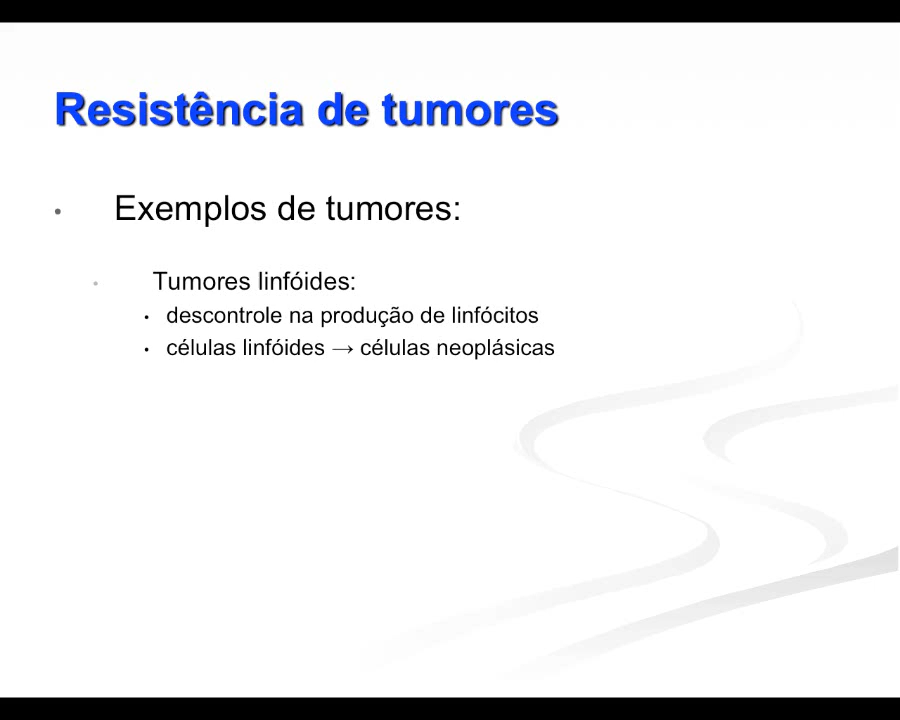 Resistência de tumores
• Exemplos de tumores:
• Tumores linfóides:
• descontrole na produção de linfócitos
• células linfóides → células neoplásicas